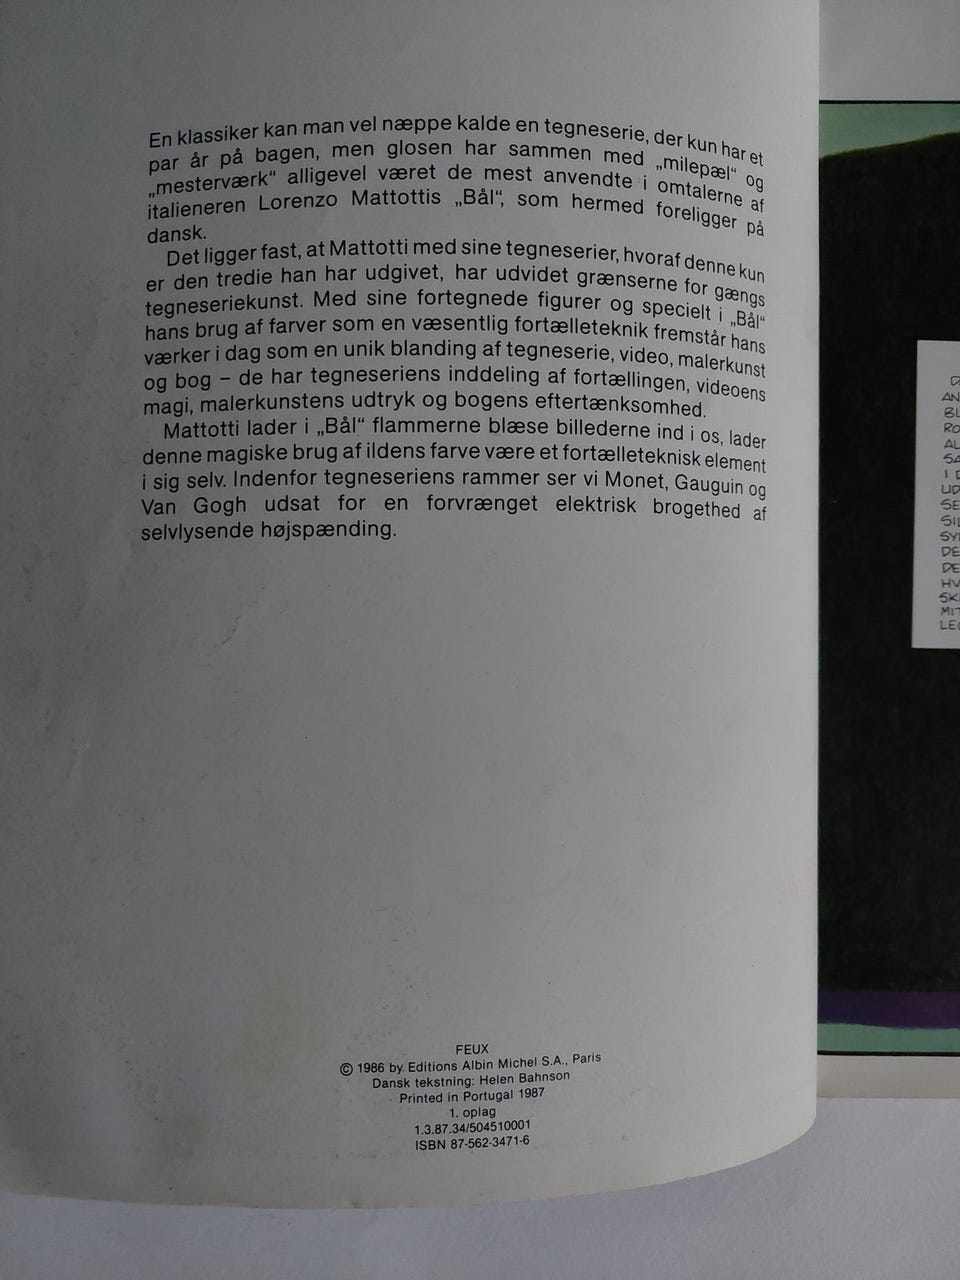 En klassiker kan man vel næppe kalde en tegneserie, der kun har et
par år på bagen, men glosen har sammen med „milepæl“ og
„mesterværk“ alligevel været de mest anvendte i omtalerne af
italieneren Lorenzo Mattottis „Bål“, som hermed foreligger på
dansk.
Det ligger fast, at Mattotti med sine tegneserier, hvoraf denne kun
er den tredie han har udgivet, har udvidet grænserne for gængs
tegneseriekunst. Med sine fortegnede figurer og specielt i „Bål“
hans brug af farver som en væsentlig fortælleteknik fremstår hans
værker i dag som en unik blanding af tegneserie, video, malerkunst
og bog – de har tegneseriens inddeling af fortællingen, videoens
magi, malerkunstens udtryk og bogens eftertænksomhed.
Mattotti lader i „Bål“ flammerne blæse billederne ind i os, lader
denne magiske brug af ildens farve være et fortælleteknisk element
i sig selv. Indenfor tegneseriens rammer ser vi Monet, Gauguin og
Van Gogh udsat for en forvrænget elektrisk brogethed af
selvlysende højspænding.
FEUX
© 1986 by Editions Albin Michel S.A., Paris
Dansk tekstning: Helen Bahnson
Printed in Portugal 1987
1. oplag
1.3.87.34/504510001
ISBN 87-562-3471-6